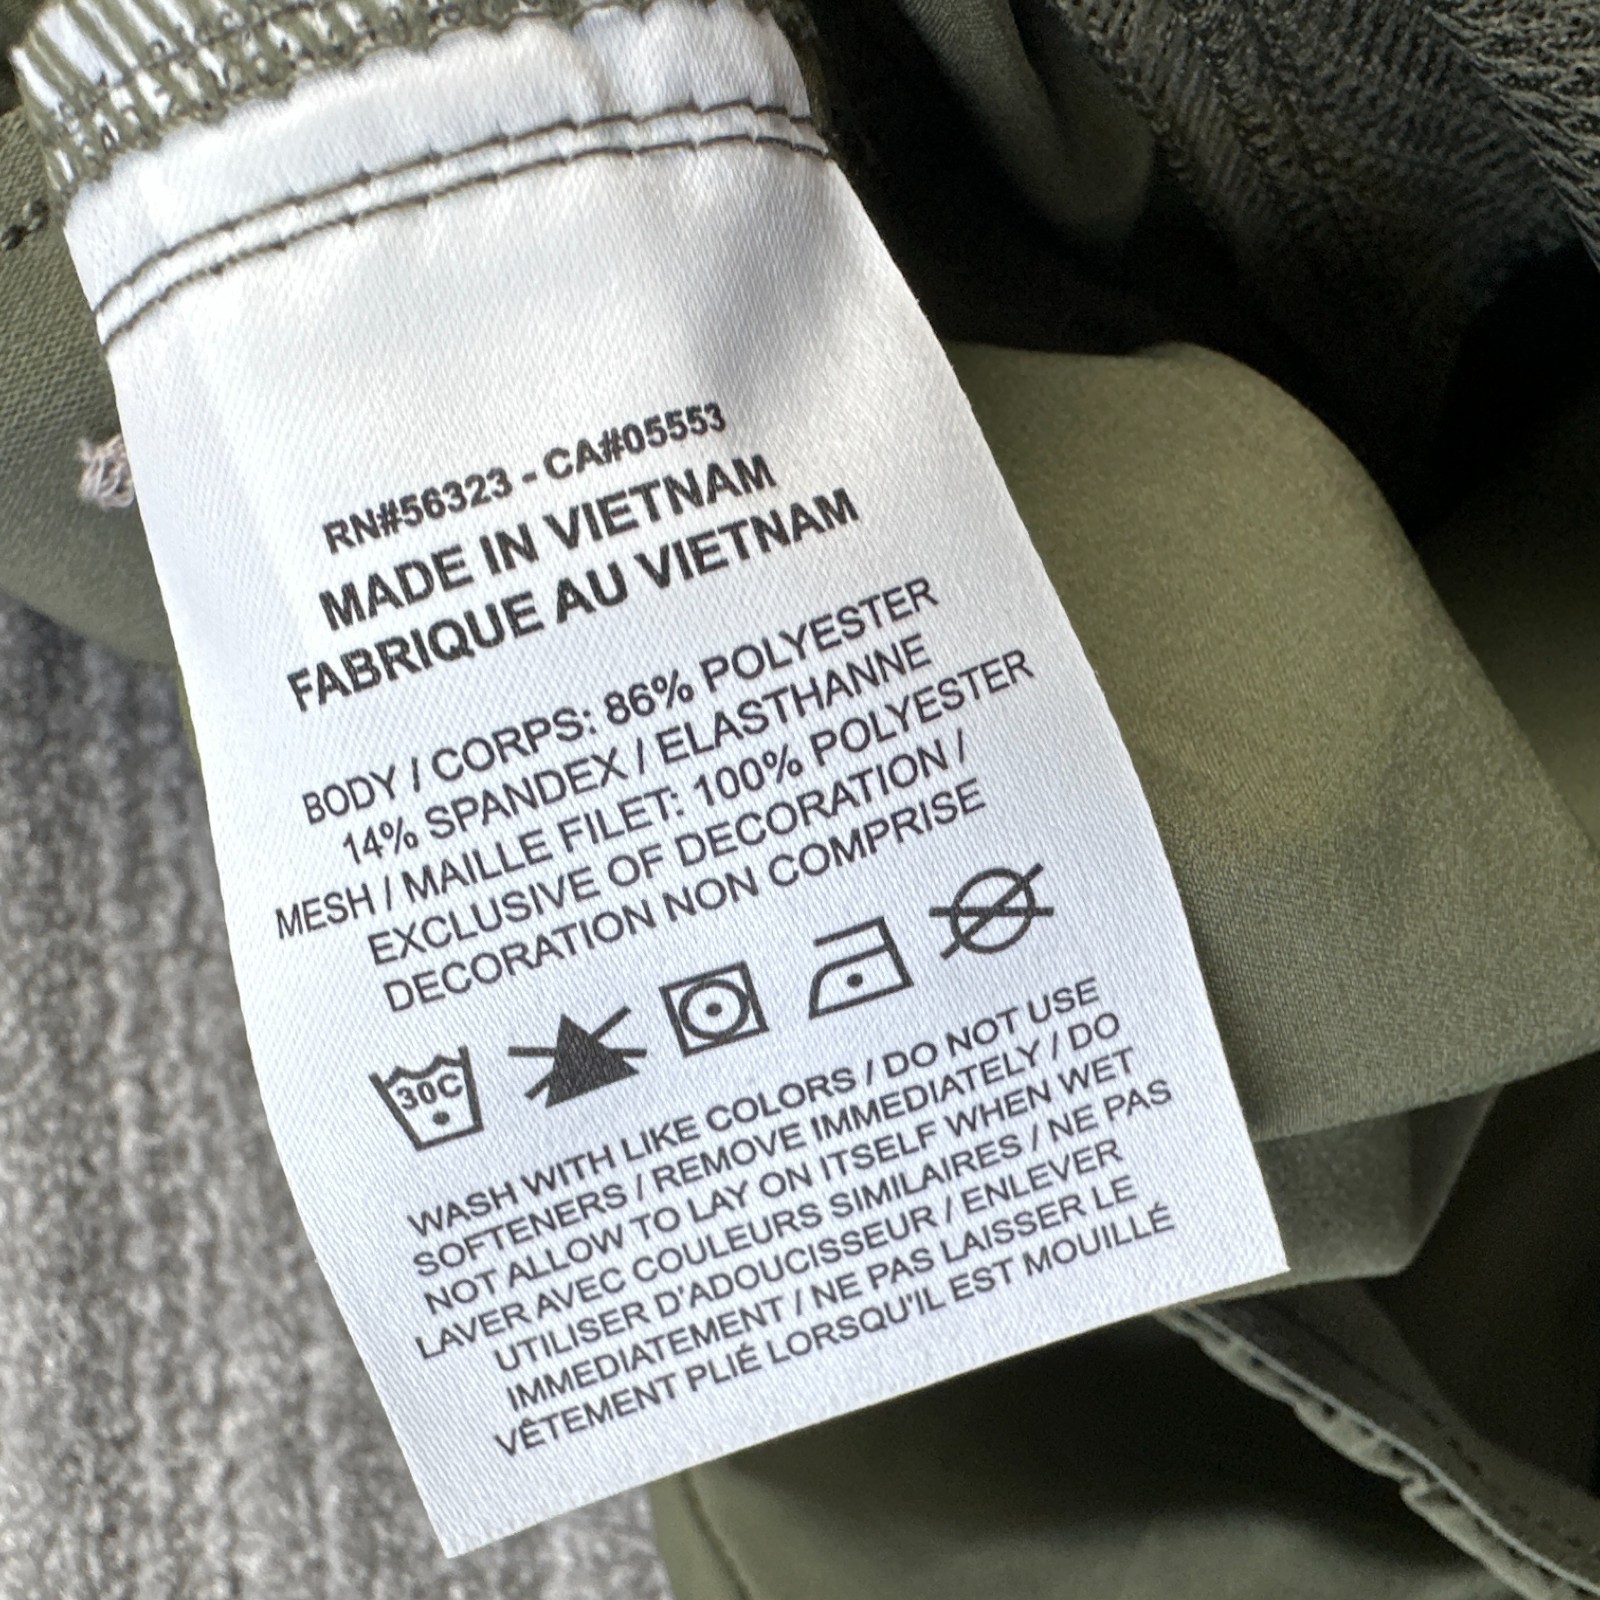 RN#56323 - CA#05553
MADE IN VIETNAM
FABRIQUE AU VIETNAM
BODY / CORPS: 86% POLYESTER
14% SPANDEX / ELASTHANNE
MESH / MAILLE FILET: 100% POLYESTER
EXCLUSIVE OF DECORATION /
DECORATION NON COMPRISE
30C
WASH WITH LIKE COLORS / DO NOT USE
SOFTENERS / REMOVE IMMEDIATELY / DO
NOT ALLOW TO LAY ON ITSELF WHEN WET
LAVER AVEC COULEURS SIMILAIRES / NE PAS
UTILISER D'ADOUCISSEUR / ENLEVER
IMMEDIATEMENT / NE PAS LAISSER LE
VÊTEMENT PLIÉ LORSQU'IL EST MOUILLÉ